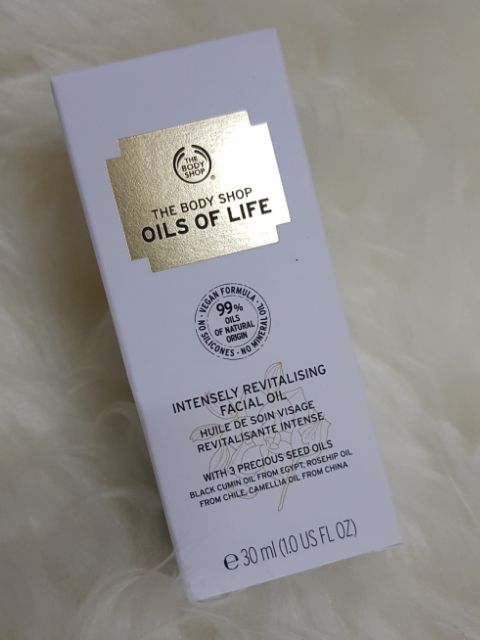 THE
BODY
SHOP®
THE BODY SHOP
OILS OF LIFE
VEGAN FORMULA · NO MINERAL OIL · NO SILICONES ·
99%
OILS
OF NATURAL
ORIGIN
INTENSELY REVITALISING
FACIAL OIL
HUILE DE SOIN VISAGE
REVITALISANTE INTENSE
WITH 3 PRECIOUS SEED OILS
BLACK CUMIN OIL FROM EGYPT, ROSEHIP OIL
FROM CHILE, CAMELLIA OIL FROM CHINA
℮ 30 ml (1.0 US FL OZ)